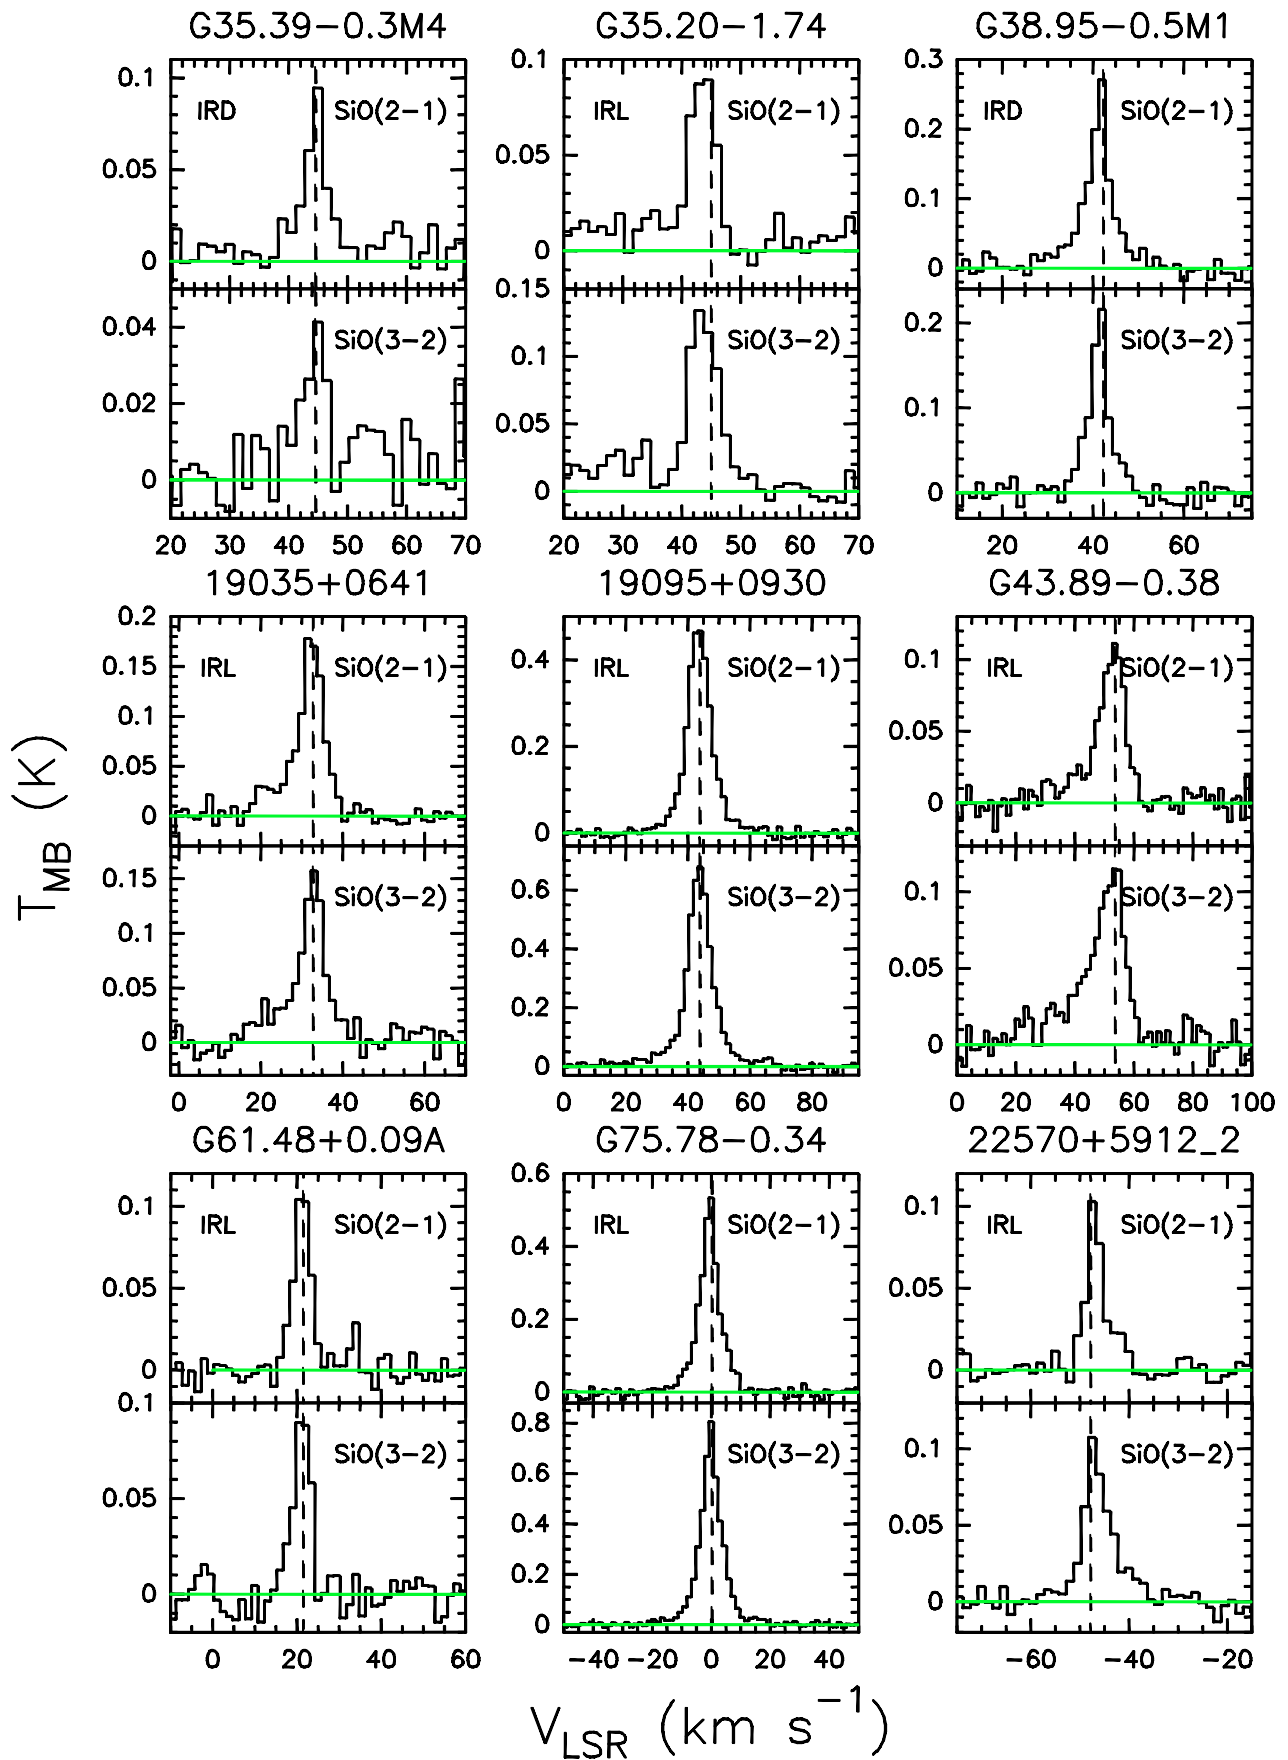 G35.39−0.3M4 G35.20−1.74 G38.95−0.5M1
0.1 0.1 0.3
IRD SiO(2−1) IRL SiO(2−1) IRD SiO(2−1)
0.2
0.05 0.05
0.1
0 0 0
0.15
0.04 SiO(3−2) SiO(3−2) 0.2 SiO(3−2)
0.1
0.02 0.05 0.1
0 0 0
20 30 40 50 60 70 20 30 40 50 60 70 20 40 60
19035+0641 19095+0930 G43.89−0.38
0.2
IRL SiO(2−1) 0.4 IRL SiO(2−1) 0.1 IRL SiO(2−1)
0.15
0.1 0.2 0.05
0.05
0 0 0
0.15 SiO(3−2) 0.6 SiO(3−2) 0.1 SiO(3−2)
0.1 0.4
0.05 0.2 0.05
0 0 0
0 20 40 60 0 20 40 60 80 0 20 40 60 80 100
G61.48+0.09A G75.78−0.34 22570+5912_2
0.6
0.1 IRL SiO(2−1) IRL SiO(2−1) 0.1 IRL SiO(2−1)
0.4
0.05 0.2 0.05
0 0 0
0.1 0.8
SiO(3−2) 0.6 SiO(3−2) 0.1 SiO(3−2)
0.05 0.4 0.05
0.2
0 0 0
0 20 40 60 −40 −20 0 20 40 −60 −40 −20
T_MB (K)
V_LSR (km s⁻¹)